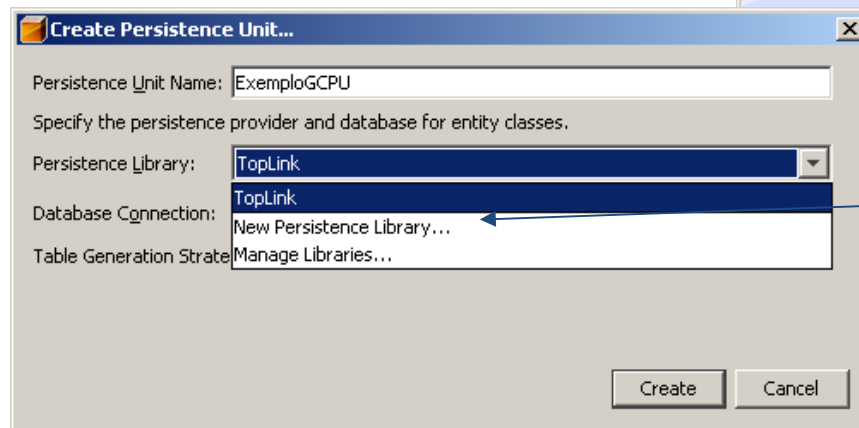 Create Persistence Unit...
Persistence Unit Name: ExemploGCPU
Specify the persistence provider and database for entity classes.
Persistence Library: TopLink
TopLink
Database Connection:
New Persistence Library...
Table Generation Strate
Manage Libraries...
Create Cancel